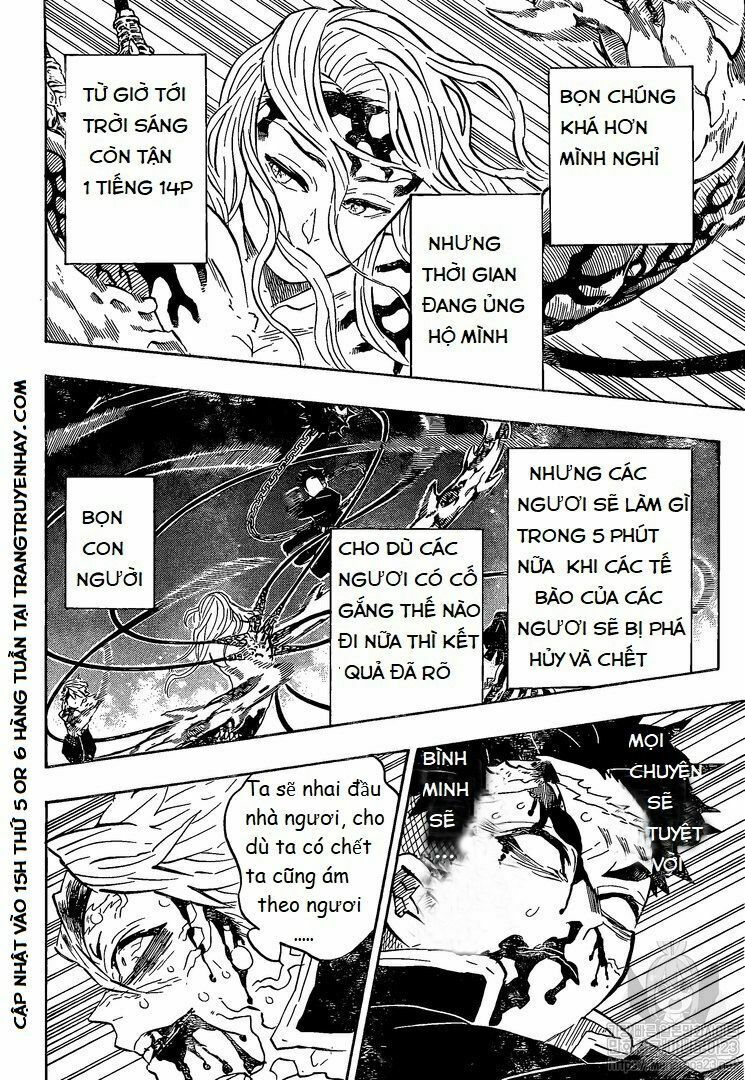 BỌN CHÚNG
KHÁ HƠN
MÌNH NGHỈ
NHƯNG
THỜI GIAN
ĐANG ỦNG
HỘ MÌNH
TỪ GIỜ TỚI
TRỜI SÁNG
CÒN TẬN
1 TIẾNG 14P
NHƯNG CÁC
NGƯƠI SẼ LÀM GÌ
TRONG 5 PHÚT
NỮA KHI CÁC TẾ
BÀO CỦA CÁC
NGƯƠI SẼ BỊ PHÁ
HỦY VÀ CHẾT
CHO DÙ CÁC
NGƯƠI CÓ CỐ
GẮNG THẾ NÀO
ĐI NỮA THÌ KẾT
QUẢ ĐÃ RÕ
BỌN
CON
NGƯỜI
MỌI
CHUYỆN
SẼ
TUYỆT
VỜI
BÌNH
MINH SẼ
....
Ta sẽ nhai đầu
nhà ngươi, cho
dù ta có chết
ta cũng ám
theo ngươi
.....
CẬP NHẬT VÀO 15H THỨ 5 OR 6 HÀNG TUẦN TẠI TRANGTRUYENHAY.COM